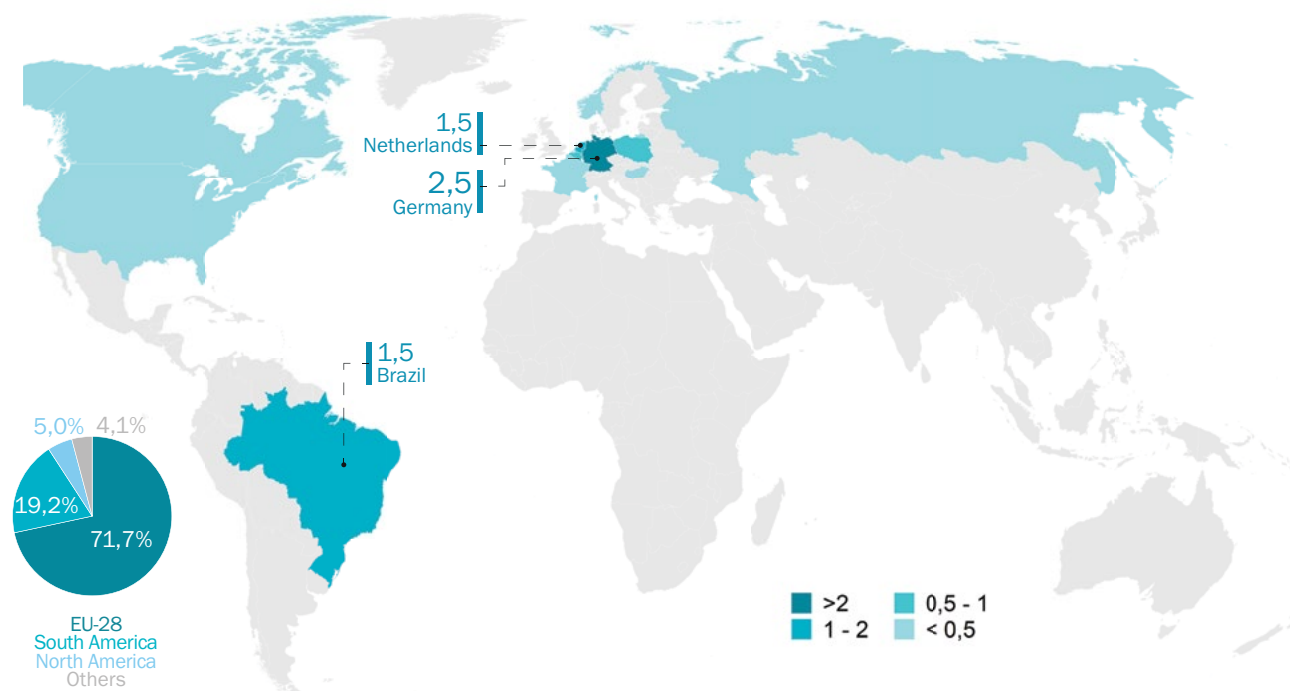 1,5
Netherlands
2,5
Germany
1,5
Brazil
5,0% 4,1%
19,2%
71,7%
EU-28
South America
North America
Others
>2
0,5 - 1
1 - 2
< 0,5